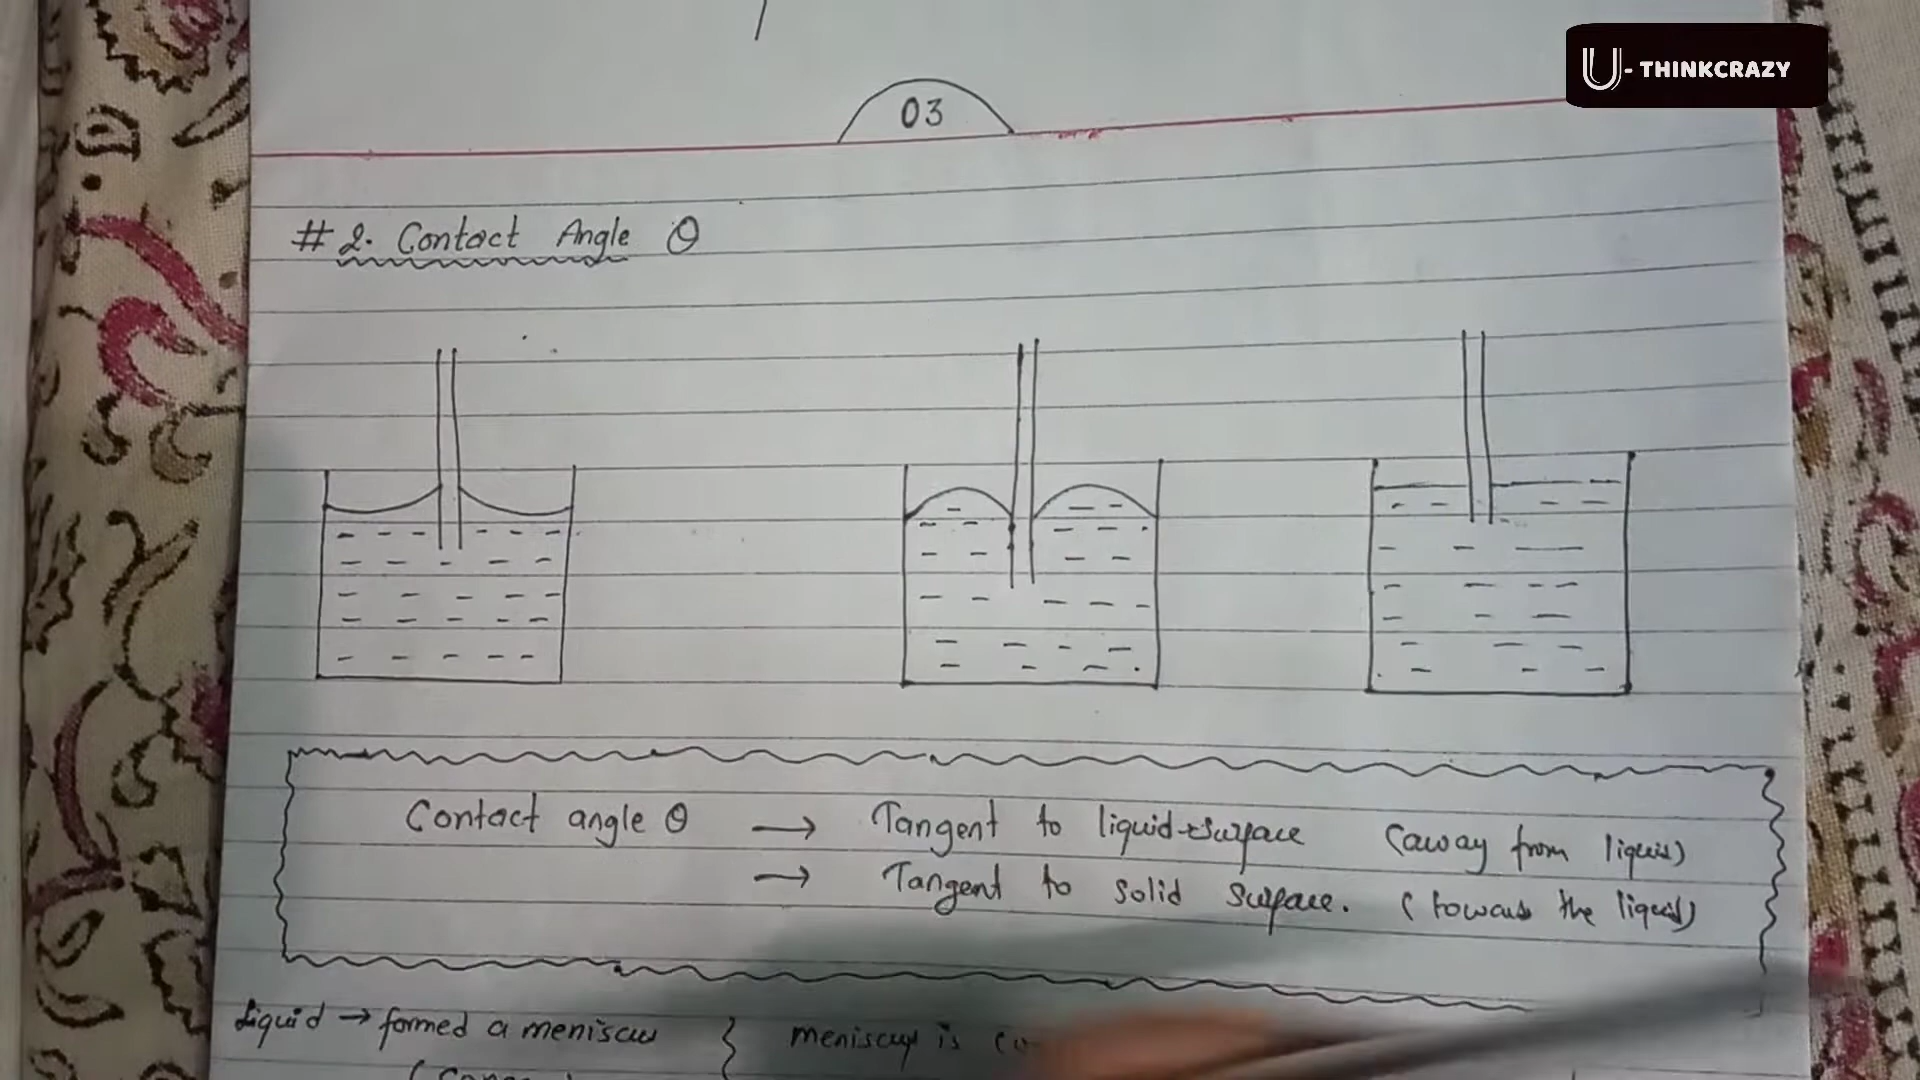 U - THINKCRAZY
03
# 2. Contact Angle θ
Contact angle θ → Tangent to liquid-surface (away from liquid)
→ Tangent to solid surface. (towards the liquid)
Liquid → formed a meniscus } meniscus is